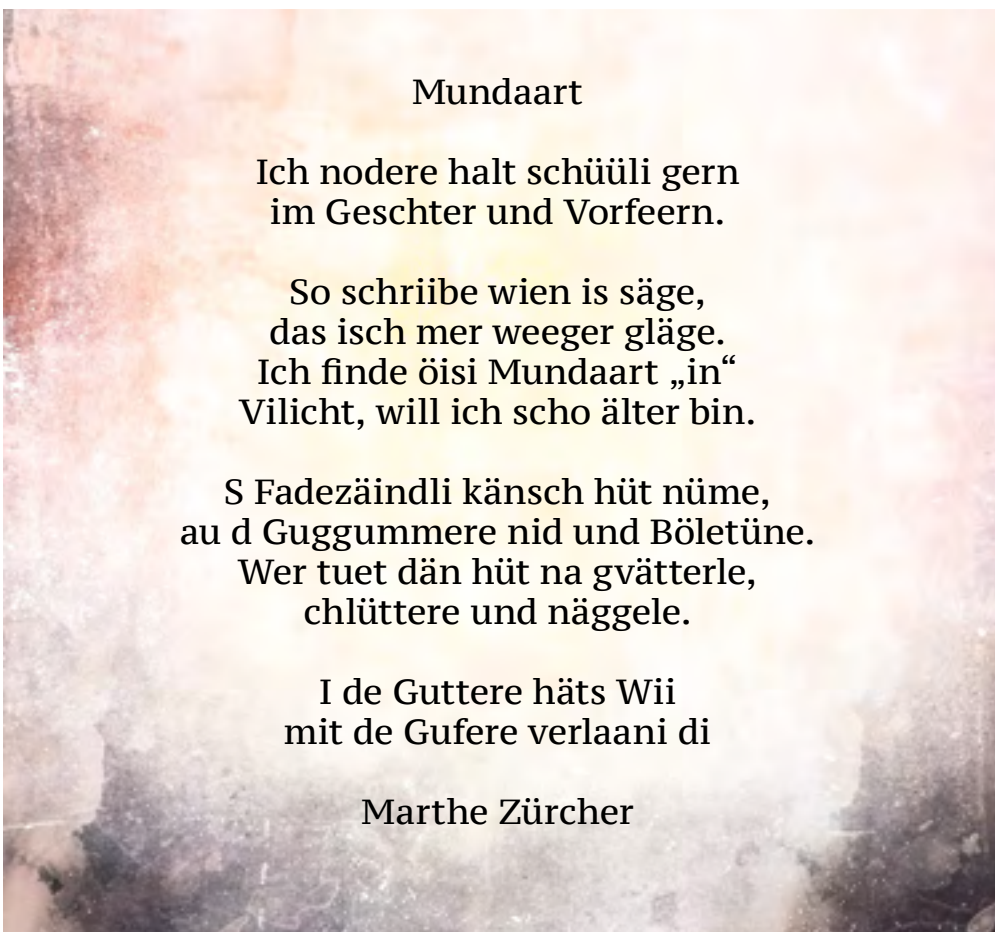 Mundaart
Ich nodere halt schüüli gern
im Geschter und Vorfeern.
So schriibe wien is säge,
das isch mer weeger gläge.
Ich finde öisi Mundaart „in“
Vilicht, will ich scho älter bin.
S Fadezäindli känsch hüt nüme,
au d Guggummere nid und Böletüne.
Wer tuet dän hüt na gvätterle,
chlüttere und näggele.
I de Guttere häts Wii
mit de Gufere verlaani di
Marthe Zürcher